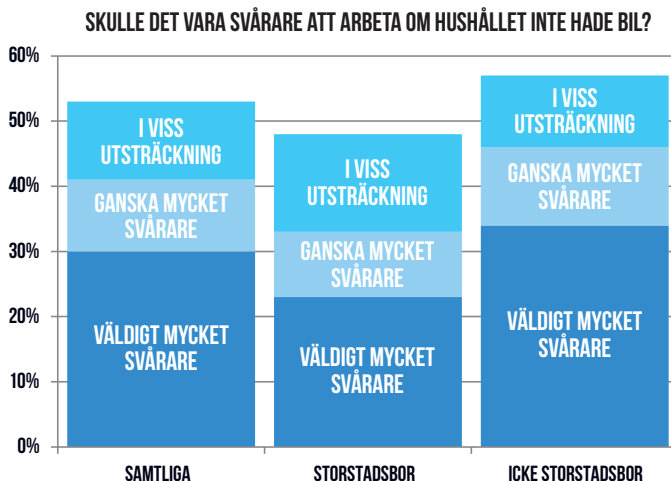 SKULLE DET VARA SVÅRARE ATT ARBETA OM HUSHÅLLET INTE HADE BIL?
60%
50%
40%
30%
20%
10%
0%
I VISS
UTSTRÄCKNING
GANSKA MYCKET
SVÅRARE
VÄLDIGT MYCKET
SVÅRARE
I VISS
UTSTRÄCKNING
GANSKA MYCKET
SVÅRARE
VÄLDIGT MYCKET
SVÅRARE
I VISS
UTSTRÄCKNING
GANSKA MYCKET
SVÅRARE
VÄLDIGT MYCKET
SVÅRARE
SAMTLIGA
STORSTADSBOR
ICKE STORSTADSBOR